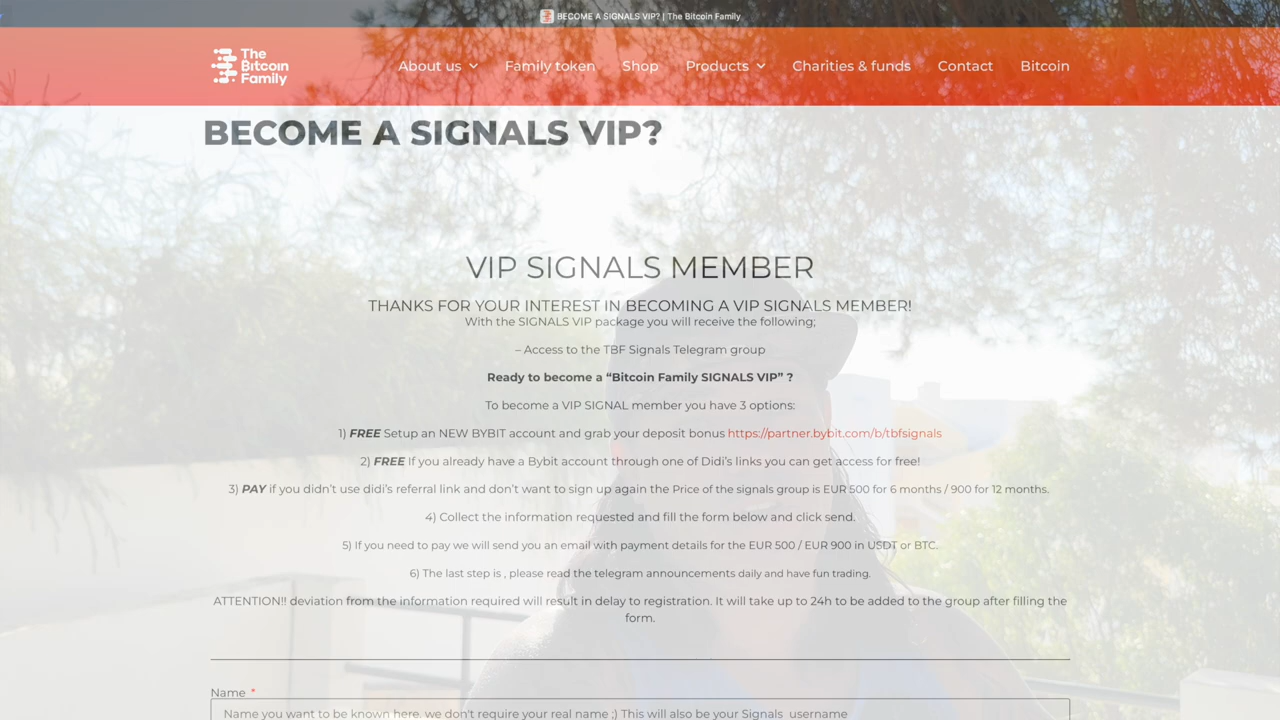 BECOME A SIGNALS VIP? | The Bitcoin Family
The
Bitcoin
Family
About us
Family token
Shop
Products
Charities & funds
Contact
Bitcoin
BECOME A SIGNALS VIP?
VIP SIGNALS MEMBER
THANKS FOR YOUR INTEREST IN BECOMING A VIP SIGNALS MEMBER!
With the SIGNALS VIP package you will receive the following;
– Access to the TBF Signals Telegram group
Ready to become a “Bitcoin Family SIGNALS VIP” ?
To become a VIP SIGNAL member you have 3 options:
1) FREE Setup an NEW BYBIT account and grab your deposit bonus https://partner.bybit.com/b/tbfsignals
2) FREE If you already have a Bybit account through one of Didi’s links you can get access for free!
3) PAY if you didn’t use didi’s referral link and don’t want to sign up again the Price of the signals group is EUR 500 for 6 months / 900 for 12 months.
4) Collect the information requested and fill the form below and click send.
5) If you need to pay we will send you an email with payment details for the EUR 500 / EUR 900 in USDT or BTC.
6) The last step is , please read the telegram announcements daily and have fun trading.
ATTENTION!! deviation from the information required will result in delay to registration. It will take up to 24h to be added to the group after filling the
form.
Name *
Name you want to be known here. we don't require your real name ;) This will also be your Signals username